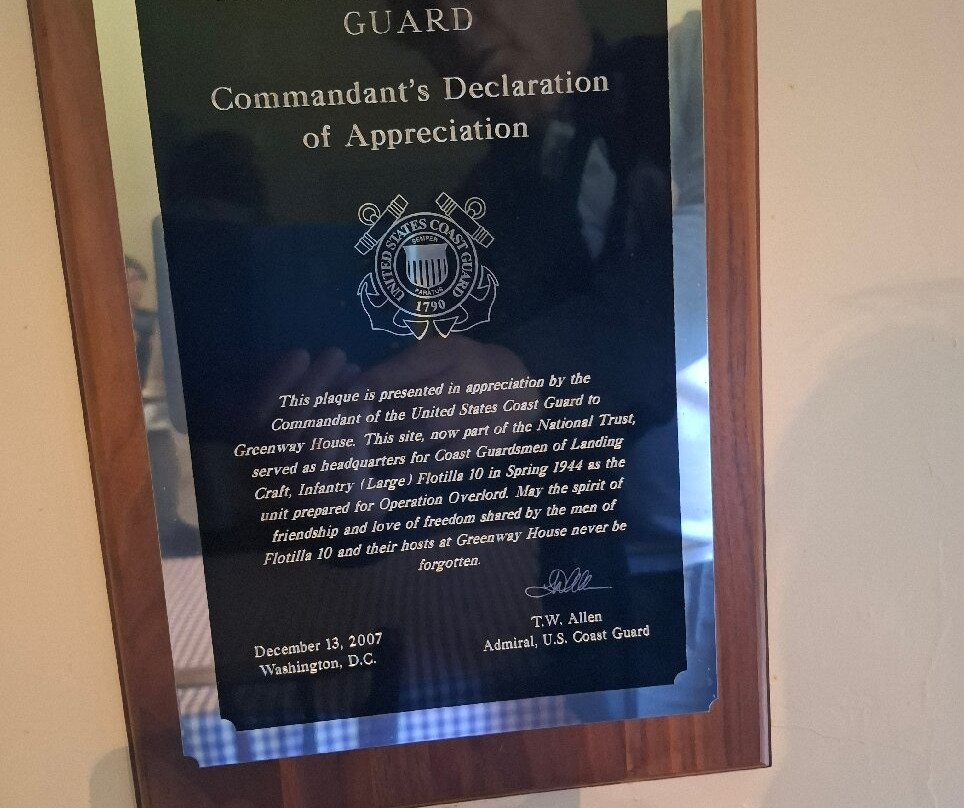 GUARD
Commandant's Declaration
of Appreciation
UNITED STATES COAST GUARD
SEMPER
PARATUS
1790
This plaque is presented in appreciation by the
Commandant of the United States Coast Guard to
Greenway House. This site, now part of the National Trust,
served as headquarters for Coast Guardsmen of Landing
Craft, Infantry (Large) Flotilla 10 in Spring 1944 as the
unit prepared for Operation Overlord. May the spirit of
friendship and love of freedom shared by the men of
Flotilla 10 and their hosts at Greenway House never be
forgotten.
T.W. Allen
Admiral, U.S. Coast Guard
December 13, 2007
Washington, D.C.